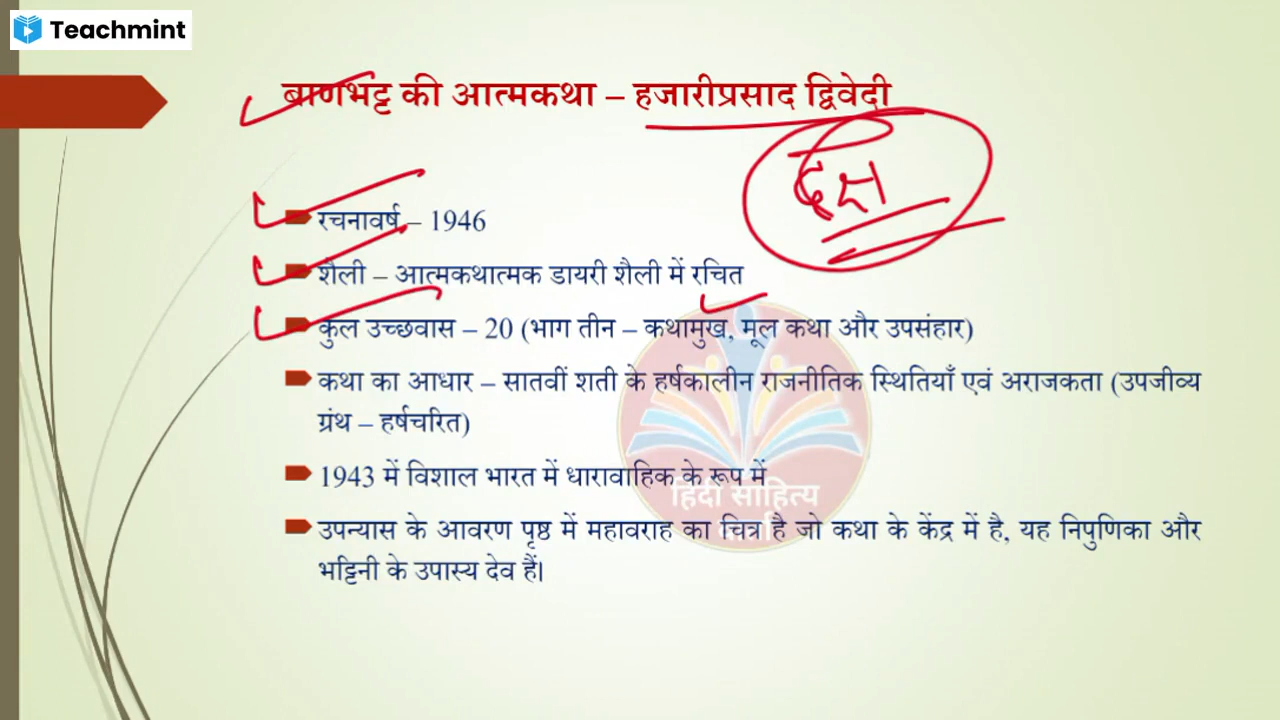 Teachmint
बाणभट्ट की आत्मकथा – हजारीप्रसाद द्विवेदी
रचनावर्ष – 1946
शैली – आत्मकथात्मक डायरी शैली में रचित
कुल उच्छवास – 20 (भाग तीन – कथामुख, मूल कथा और उपसंहार)
कथा का आधार – सातवीं शती के हर्षकालीन राजनीतिक स्थितियाँ एवं अराजकता (उपजीव्य
ग्रंथ – हर्षचरित)
1943 में विशाल भारत में धारावाहिक के रूप में
हिंदी साहित्य
उपन्यास के आवरण पृष्ठ में महावराह का चित्र है जो कथा के केंद्र में है, यह निपुणिका और
भट्टिनी के उपास्य देव हैं।